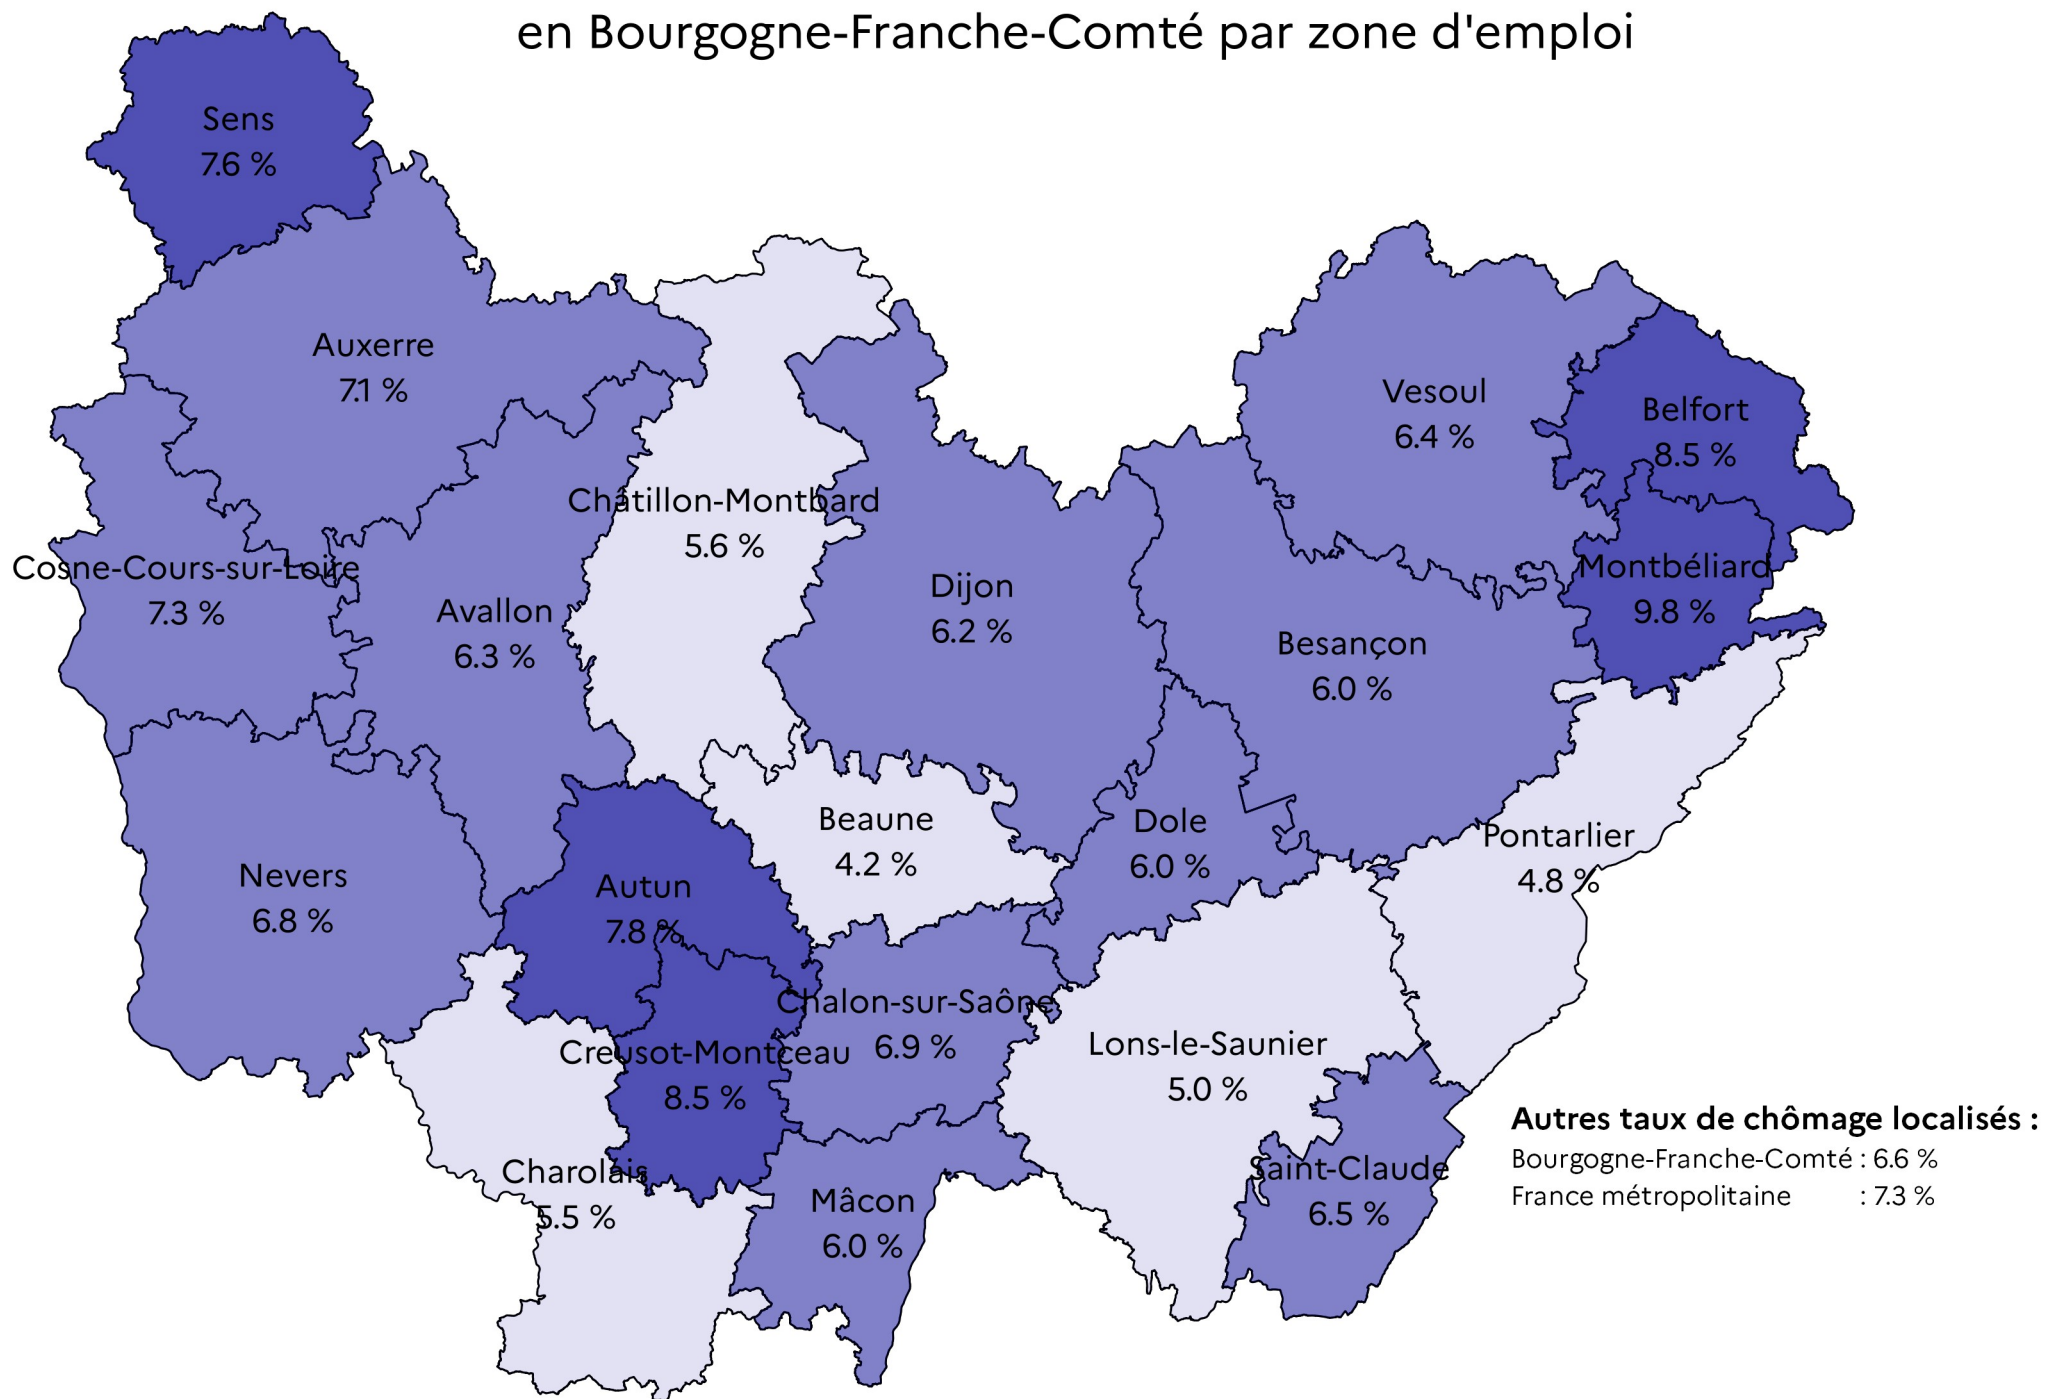 en Bourgogne-Franche-Comté par zone d'emploi
Sens
7.6 %
Auxerre
7.1 %
Vesoul
6.4 %
Belfort
8.5 %
Châtillon-Montbard
5.6 %
Cosne-Cours-sur-Loire
7.3 %
Avallon
6.3 %
Dijon
6.2 %
Besançon
6.0 %
Montbéliard
9.8 %
Nevers
6.8 %
Autun
7.8 %
Beaune
4.2 %
Dole
6.0 %
Pontarlier
4.8 %
Creusot-Montceau
8.5 %
Chalon-sur-Saône
6.9 %
Lons-le-Saunier
5.0 %
Charolais
5.5 %
Mâcon
6.0 %
Saint-Claude
6.5 %
Autres taux de chômage localisés :
Bourgogne-Franche-Comté : 6.6 %
France métropolitaine : 7.3 %